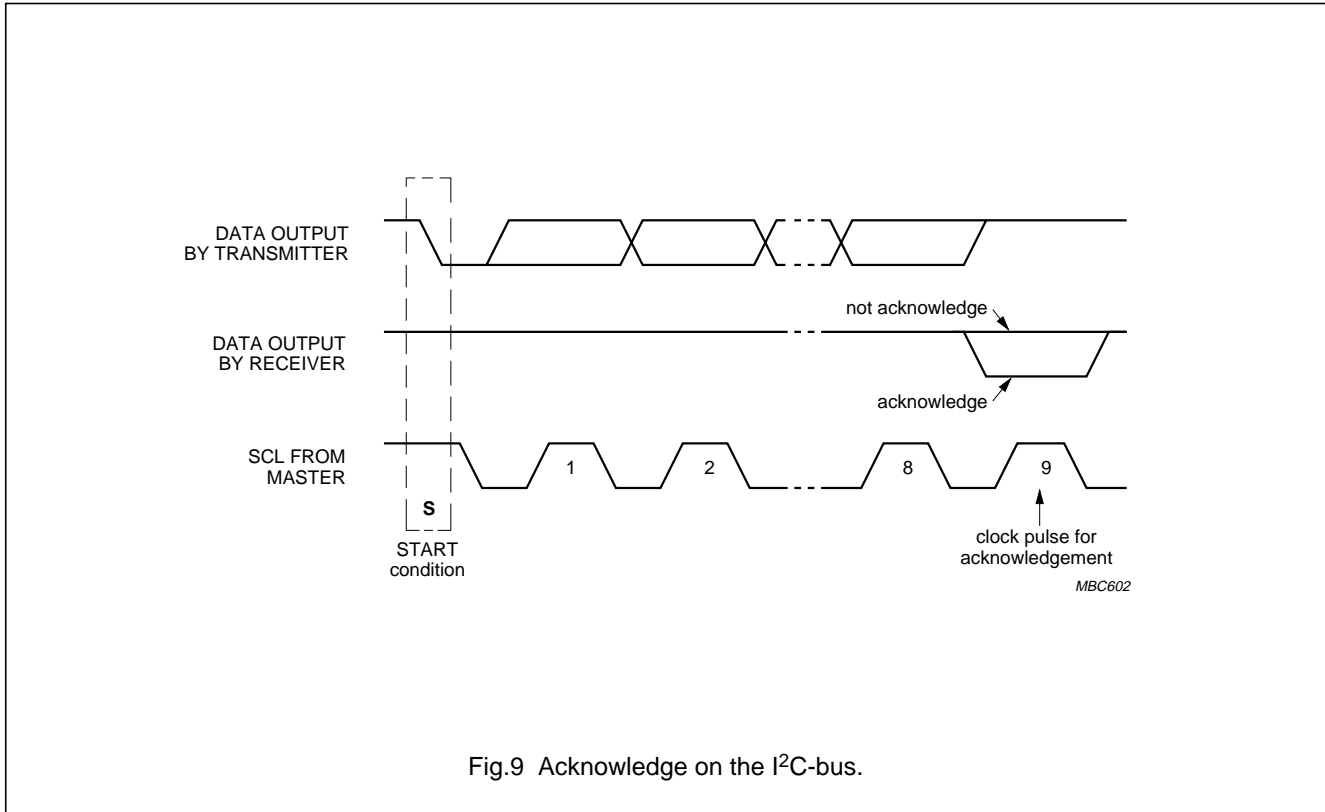 DATA OUTPUT
BY TRANSMITTER
not acknowledge
DATA OUTPUT
BY RECEIVER
acknowledge
SCL FROM
MASTER
1
2
8
9
S
START
condition
clock pulse for
acknowledgement
MBC602
Fig.9 Acknowledge on the I²C-bus.